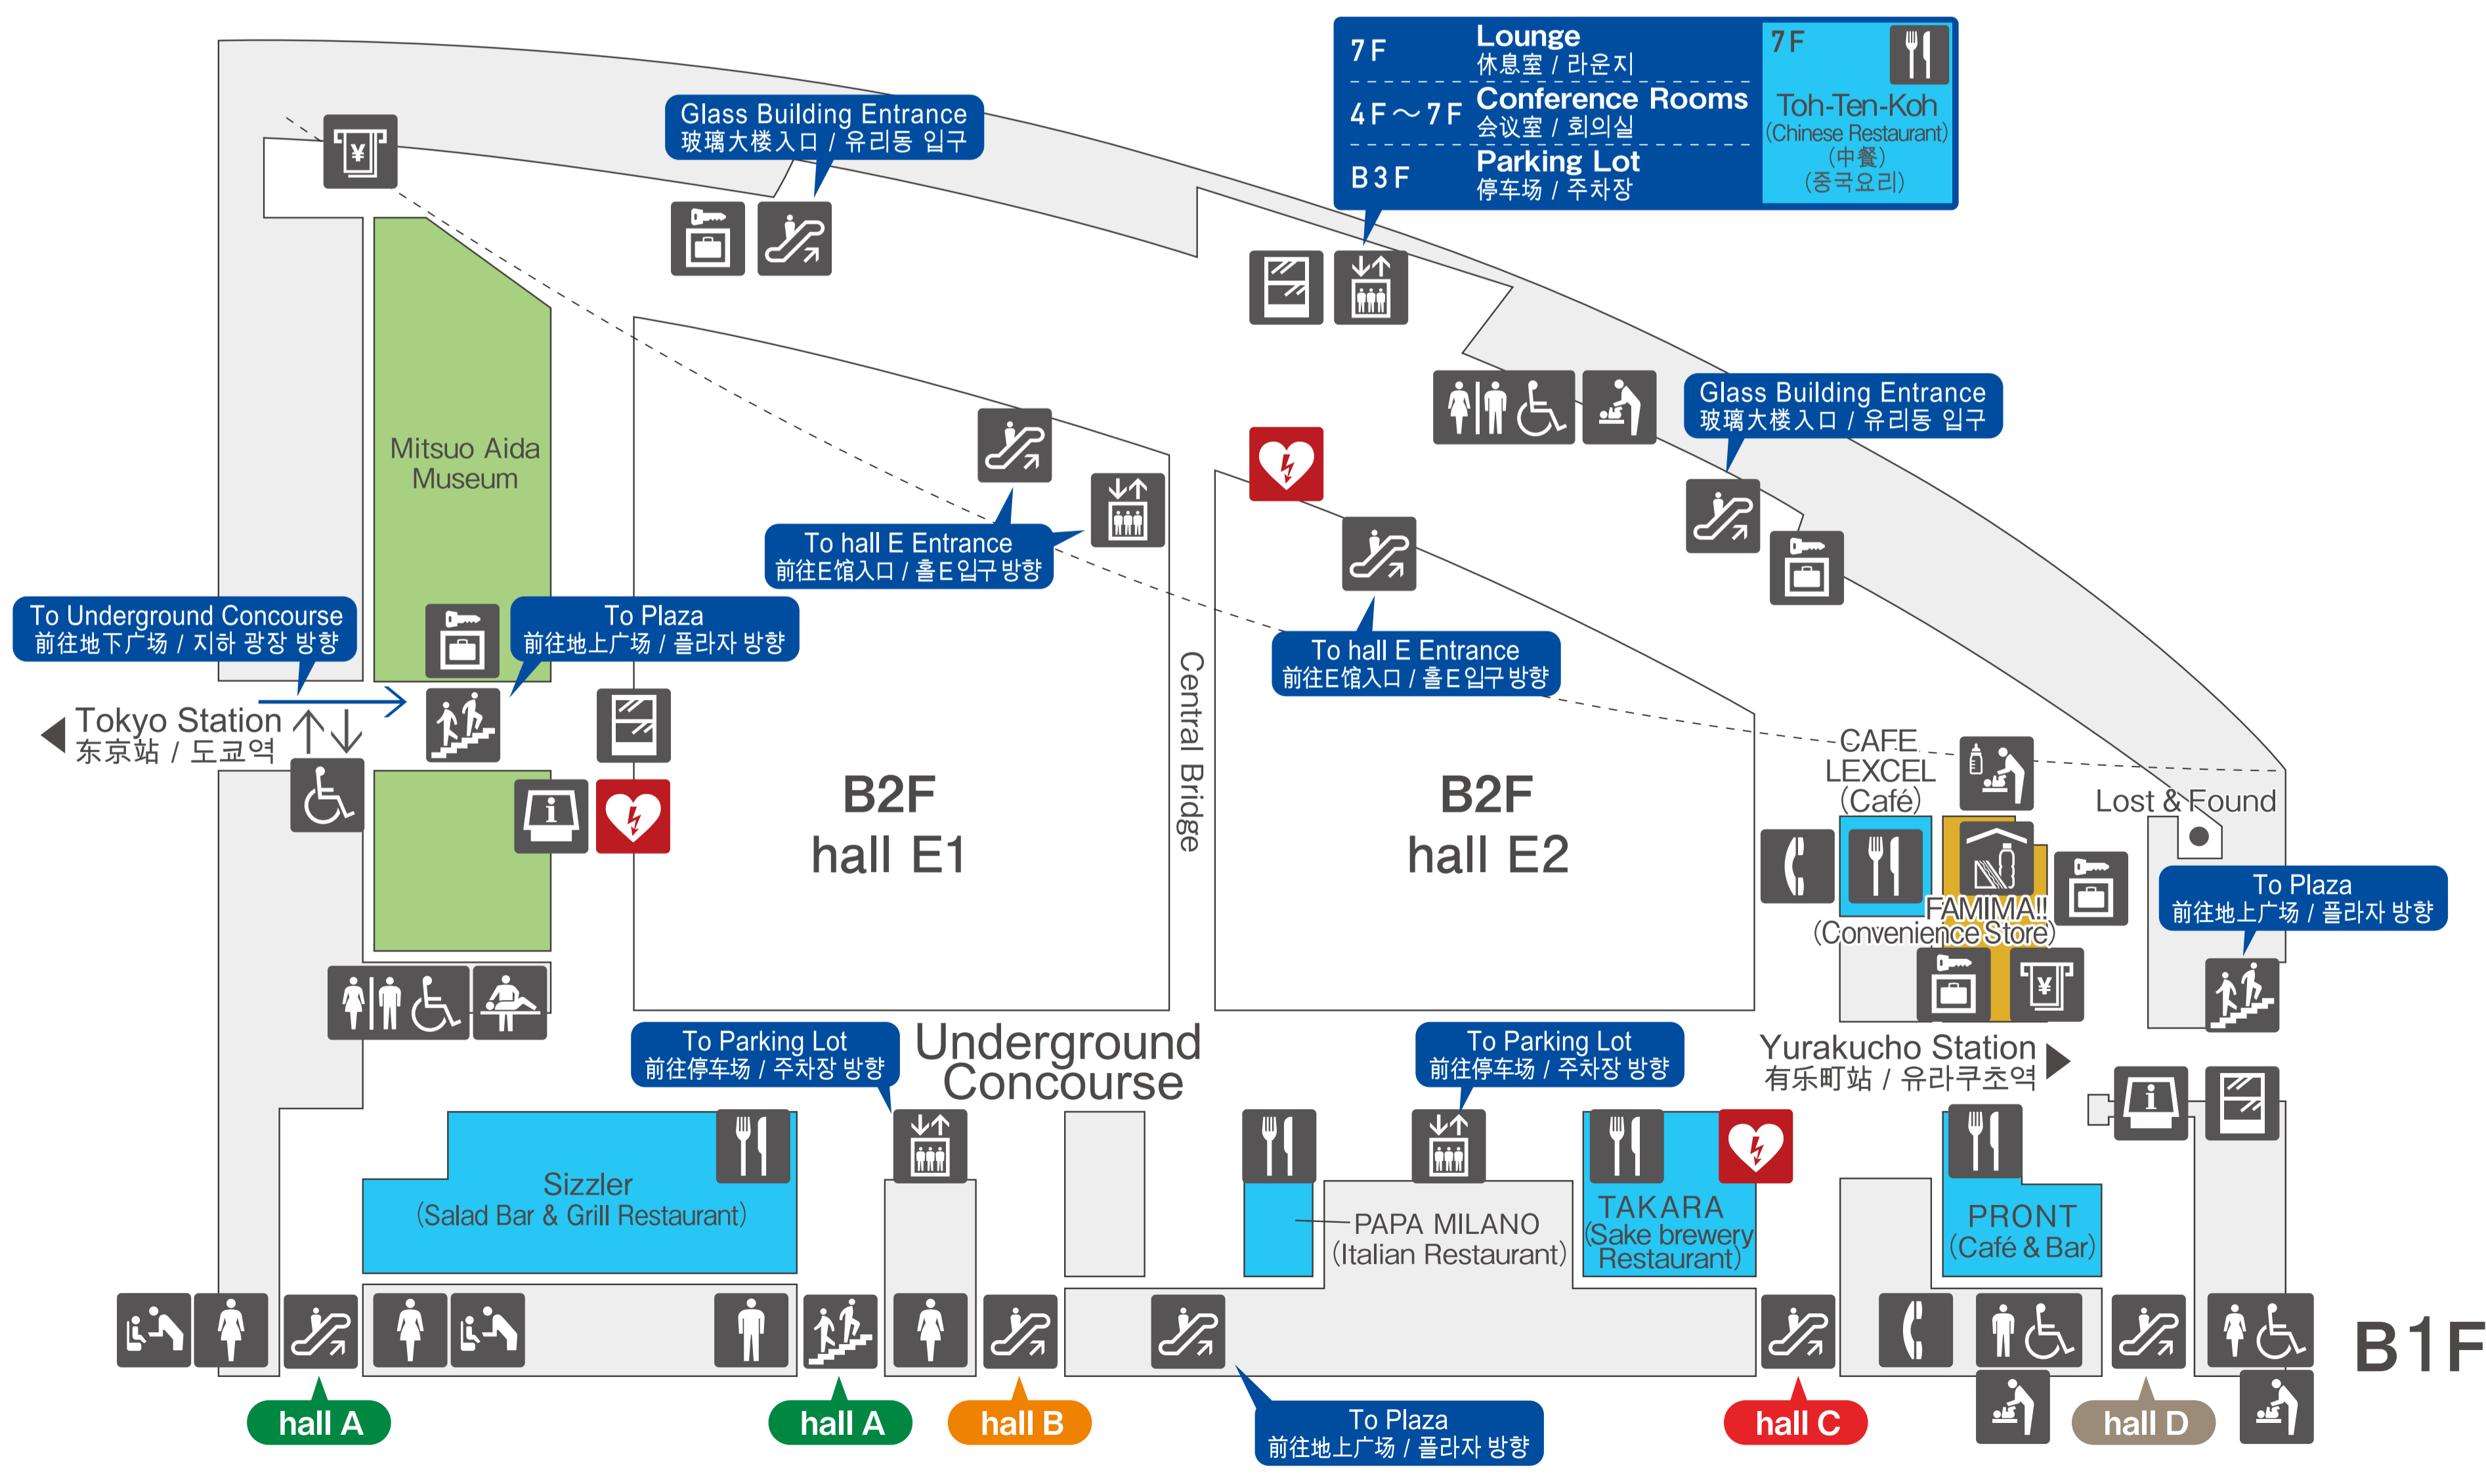 7F Lounge
休息室 / 라운지
4F～7F Conference Rooms
会议室 / 회의실
B3F Parking Lot
停车场 / 주차장
7F
Toh-Ten-Koh
(Chinese Restaurant)
(中餐)
(중국요리)
Glass Building Entrance
玻璃大楼入口 / 유리동 입구
¥
Glass Building Entrance
玻璃大楼入口 / 유리동 입구
Mitsuo Aida
Museum
To hall E Entrance
前往E馆入口 / 홀E입구 방향
To Underground Concourse
前往地下广场 / 지하 광장 방향
To Plaza
前往地上广场 / 플라자 방향
To hall E Entrance
前往E馆入口 / 홀E입구 방향
Central Bridge
Tokyo Station
东京站 / 도쿄역
i
B2F
hall E1
B2F
hall E2
CAFE
LEXCEL
(Café)
Lost & Found
FAMIMA!!
(Convenience Store)
¥
To Plaza
前往地上广场 / 플라자 방향
To Parking Lot
前往停车场 / 주차장 방향
Underground
Concourse
To Parking Lot
前往停车场 / 주차장 방향
Yurakucho Station
有乐町站 / 유라쿠쵸역
i
Sizzler
(Salad Bar & Grill Restaurant)
PAPA MILANO
(Italian Restaurant)
TAKARA
(Sake brewery
Restaurant)
PRONT
(Café & Bar)
B1F
hall A
hall A
hall B
To Plaza
前往地上广场 / 플라자 방향
hall C
hall D